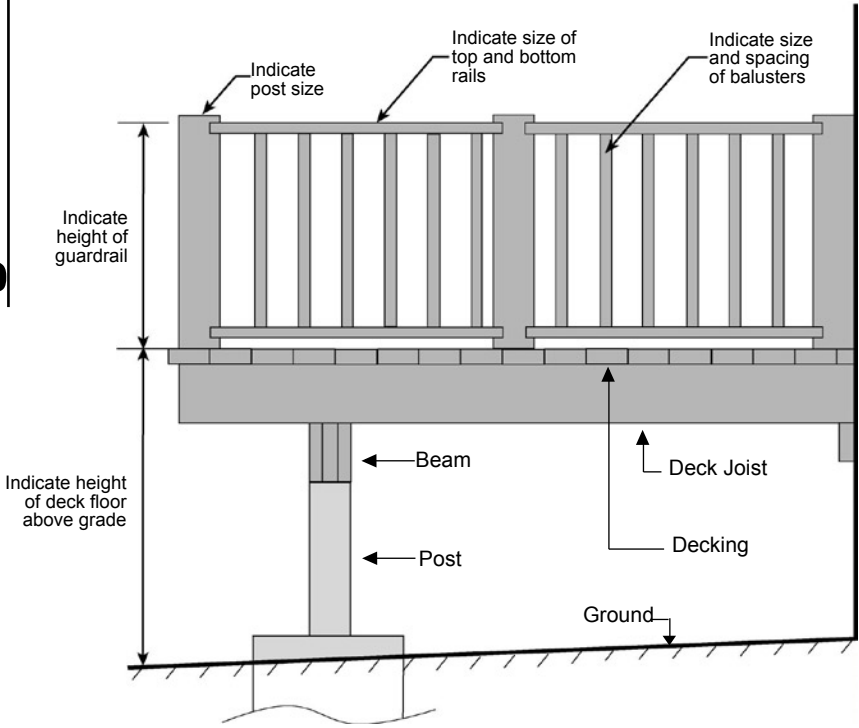 Indicate
post size
Indicate size of
top and bottom
rails
Indicate size
and spacing
of balusters
Indicate
height of
guardrail
Indicate height
of deck floor
above grade
Beam
Deck Joist
Post
Decking
Ground